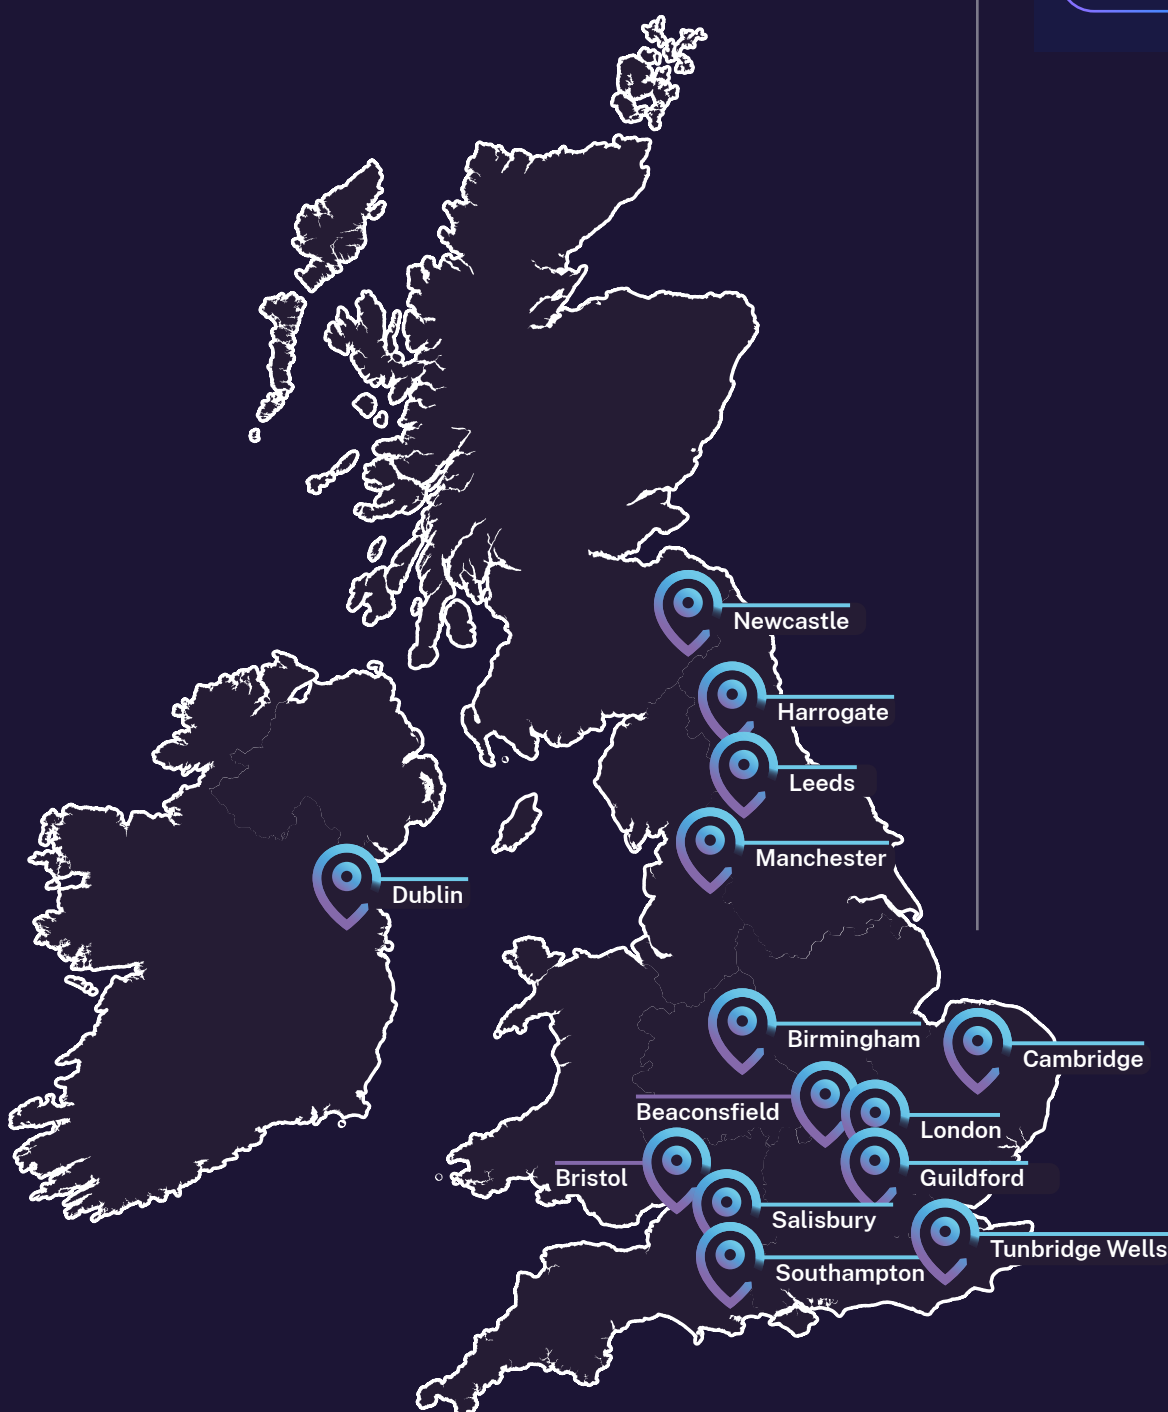 Newcastle
Harrogate
Leeds
Manchester
Dublin
Birmingham
Cambridge
Beaconsfield
London
Bristol
Guildford
Salisbury
Tunbridge Wells
Southampton